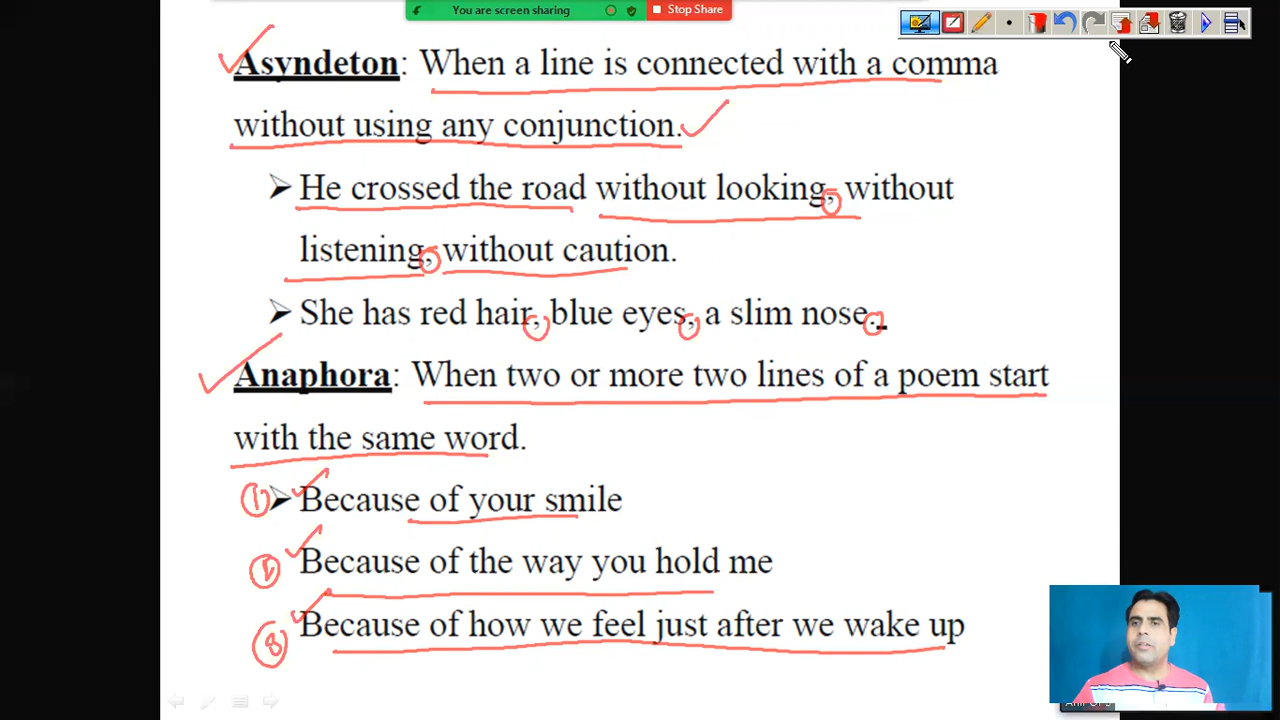 You are screen sharing
Stop Share
Asyndeton: When a line is connected with a comma
without using any conjunction.
➢ He crossed the road without looking, without
listening, without caution.
➢ She has red hair, blue eyes, a slim nose.
Anaphora: When two or more two lines of a poem start
with the same word.
① ➢ Because of your smile
② Because of the way you hold me
③ Because of how we feel just after we wake up